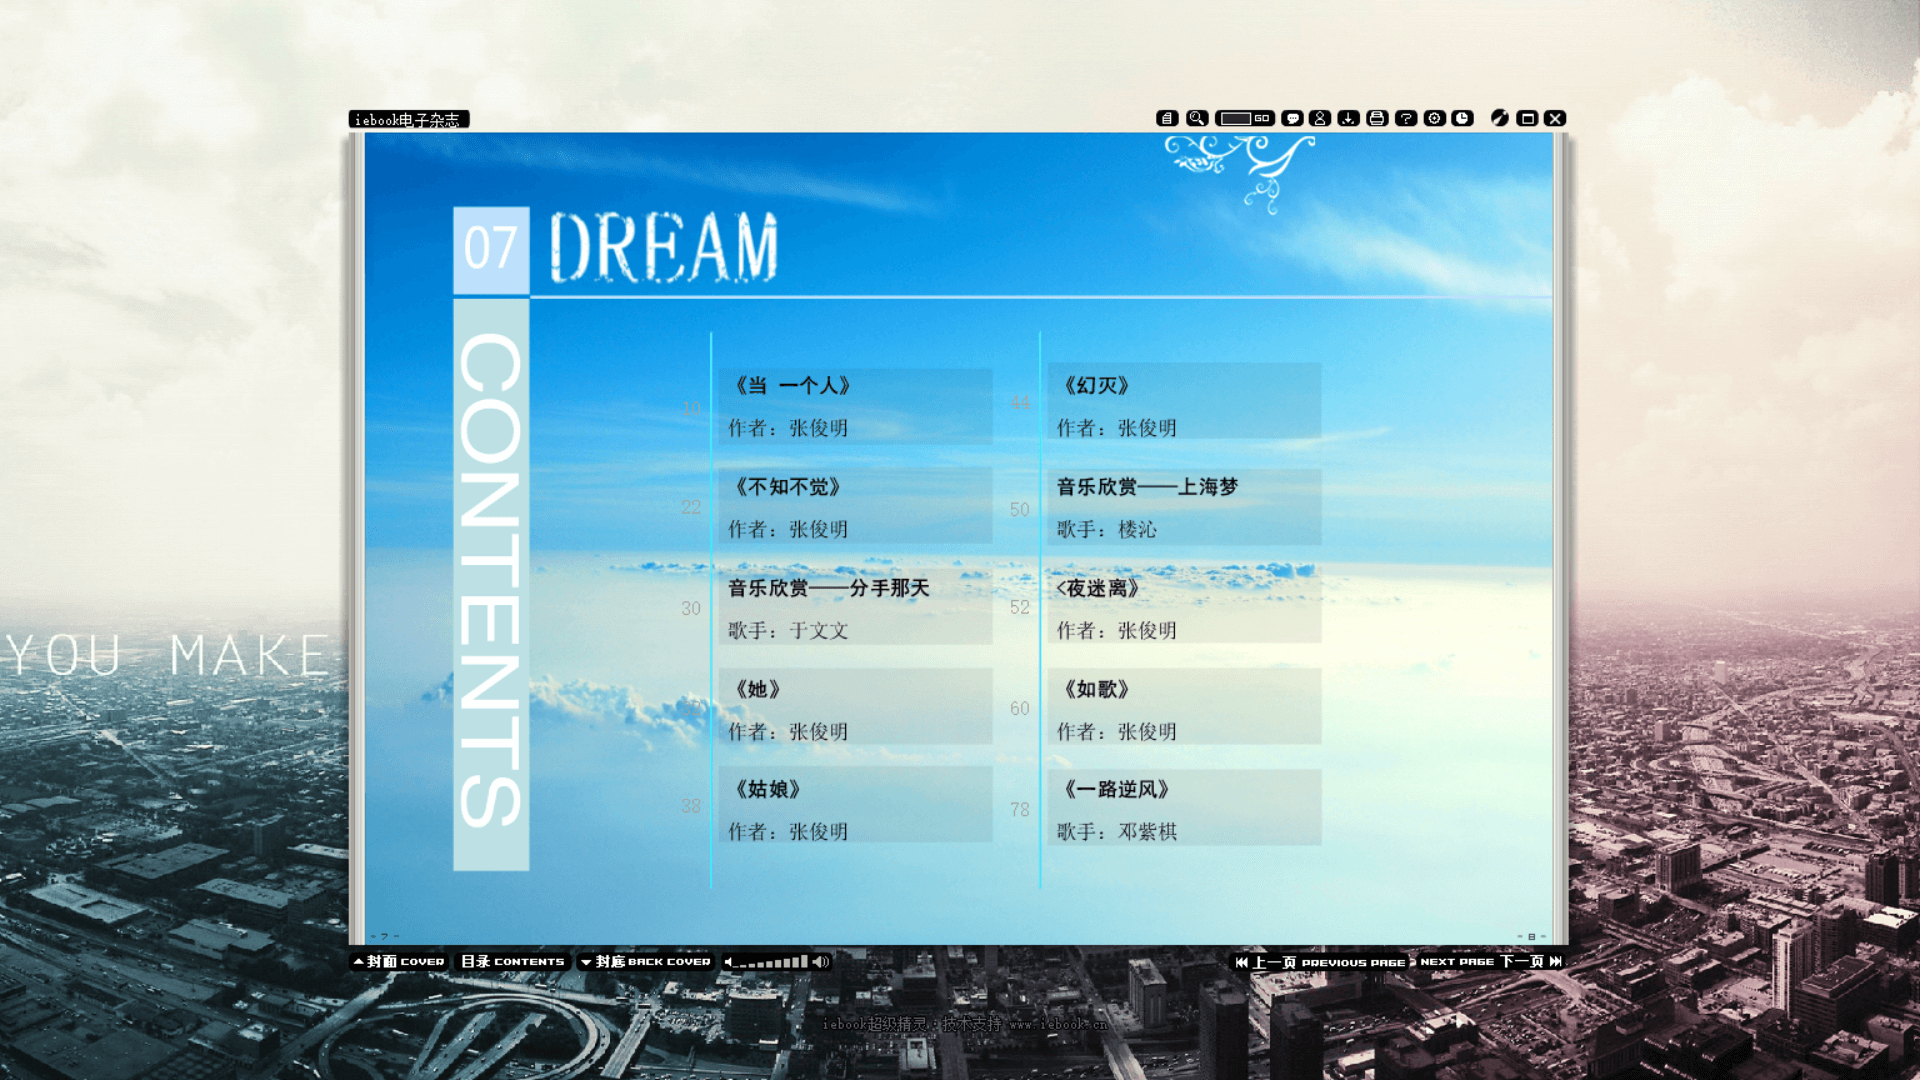 iebook电子杂志
GO
07
DREAM
CONTENTS
10
《当 一个人》
作者：张俊明
22
《不知不觉》
作者：张俊明
30
音乐欣赏——分手那天
歌手：于文文
《她》
作者：张俊明
38
《姑娘》
作者：张俊明
44
《幻灭》
作者：张俊明
50
音乐欣赏——上海梦
歌手：楼沁
52
<夜迷离》
作者：张俊明
60
《如歌》
作者：张俊明
78
《一路逆风》
歌手：邓紫棋
YOU MAKE
- 7 -
- 8 -
封面 COVER
目录 CONTENTS
封底 BACK COVER
上一页 PREVIOUS PAGE
NEXT PAGE 下一页
iebook超级精灵·技术支持 www.iebook.cn